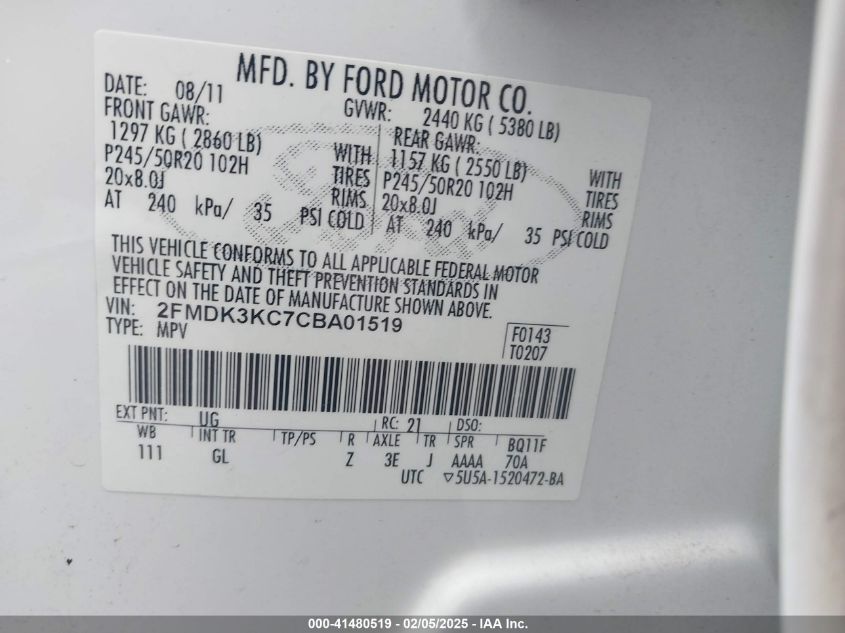 MFD. BY FORD MOTOR CO.
DATE: 08/11 GVWR: 2440 KG ( 5380 LB)
FRONT GAWR: REAR GAWR:
1297 KG ( 2860 LB) WITH 1157 KG ( 2550 LB) WITH
P245/50R20 102H TIRES P245/50R20 102H TIRES
20x8.0J RIMS 20x8.0J RIMS
AT 240 kPa/ 35 PSI COLD AT 240 kPa/ 35 PSI COLD
THIS VEHICLE CONFORMS TO ALL APPLICABLE FEDERAL MOTOR
VEHICLE SAFETY AND THEFT PREVENTION STANDARDS IN
EFFECT ON THE DATE OF MANUFACTURE SHOWN ABOVE.
VIN: 2FMDK3KC7CBA01519
TYPE: MPV F0143
T0207
EXT PNT: UG RC: 21 DSO:
WB INT TR TP/PS R AXLE TR SPR BQ11F
111 GL Z 3E J AAAA 70A
UTC ▽5U5A-1520472-BA
000-41480519 - 02/05/2025 - IAA Inc.